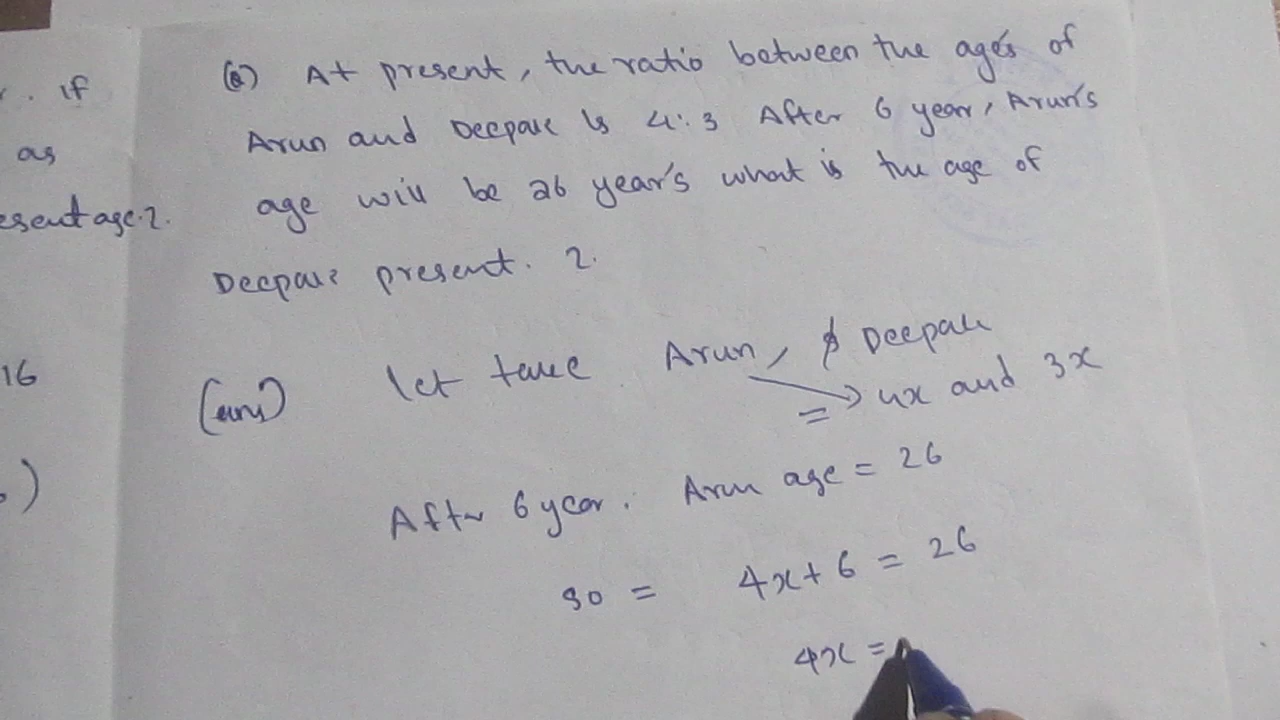 . If
as
esent age.?
16
)
(Q) At present, the ratio between the age's of
Arun and Deepak is 4:3 After 6 year, Arun's
age will be 26 year's what is the age of
Deepak present. ?
(ans) let take Arun, Deepak
=> 4x and 3x
After 6 year. Arun age = 26
so = 4x+6 = 26
4x =